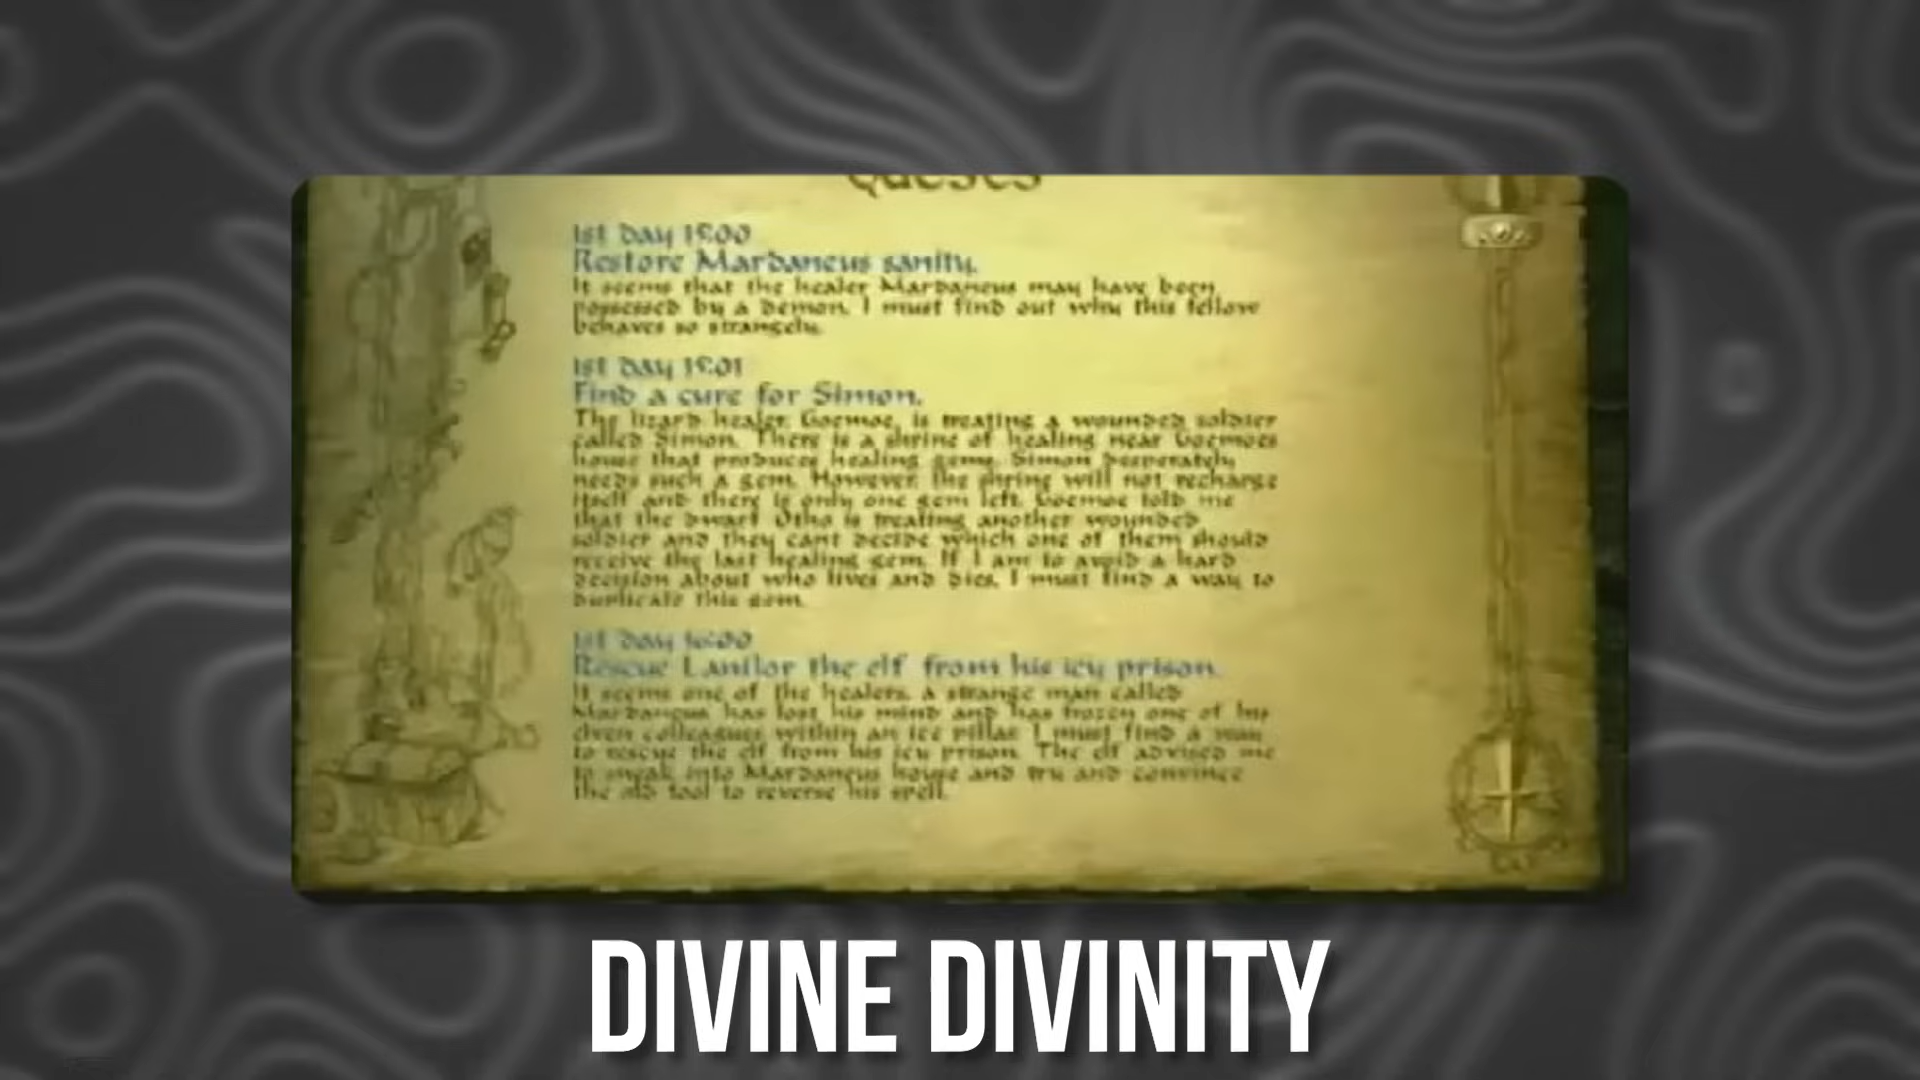 Quests
1st day 15:00
Restore Mardaneus sanity.
It seems that the healer Mardaneus may have been
possessed by a demon. I must find out why this fellow
behaves so strangely.
1st day 15:01
Find a cure for Simon.
The lizard healer, Goemoe, is treating a wounded soldier
called Simon. There is a shrine of healing near Goemoes
house that produces healing gems. Simon desperately
needs such a gem. However, the shrine will not recharge
itself and there is only one gem left. Goemoe told me
that the dwarf Otho is treating another wounded
soldier and they cant decide which one of them should
receive the last healing gem. If I am to avoid a hard
decision about who lives and dies, I must find a way to
duplicate this gem.
1st day 16:00
Rescue Lanilor the elf from his icy prison.
It seems one of the healers, a strange man called
Mardaneus has lost his mind and has frozen one of his
elven colleagues within an ice pillar. I must find a way
to rescue the elf from his icy prison. The elf advised me
to sneak into Mardaneus house and try and convince
the old fool to reverse his spell.
DIVINE DIVINITY